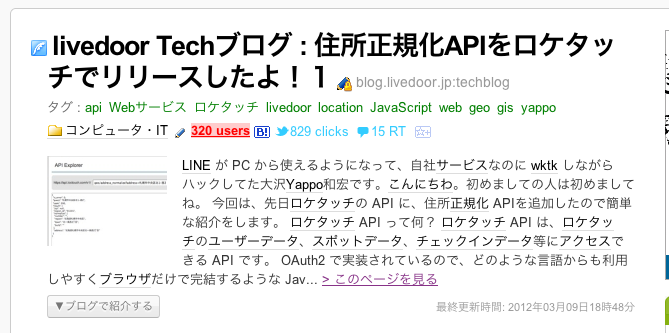 livedoor Techブログ : 住所正規化APIをロケタッ
チでリリースしたよ！1 blog.livedoor.jp:techblog
タグ : api Webサービス ロケタッチ livedoor location JavaScript web geo gis yappo
コンピュータ・IT 320 users B! 829 clicks 15 RT
API Explorer
LINE が PC から使えるようになって、自社サービスなのに wktk しながら
ハックしてた大沢Yappo和宏です。こんにちわ。初めましての人は初めまして
ね。 今回は、先日ロケタッチの API に、住所正規化 APIを追加したので簡単
な紹介をします。 ロケタッチ API って何？ ロケタッチ API は、ロケタッ
チのユーザーデータ、スポットデータ、チェックインデータ等にアクセスで
きる API です。 OAuth2 で実装されているので、どのような言語からも利用
しやすくブラウザだけで完結するような Jav... > このページを見る
▼ブログで紹介する
最終更新時間: 2012年03月09日18時48分